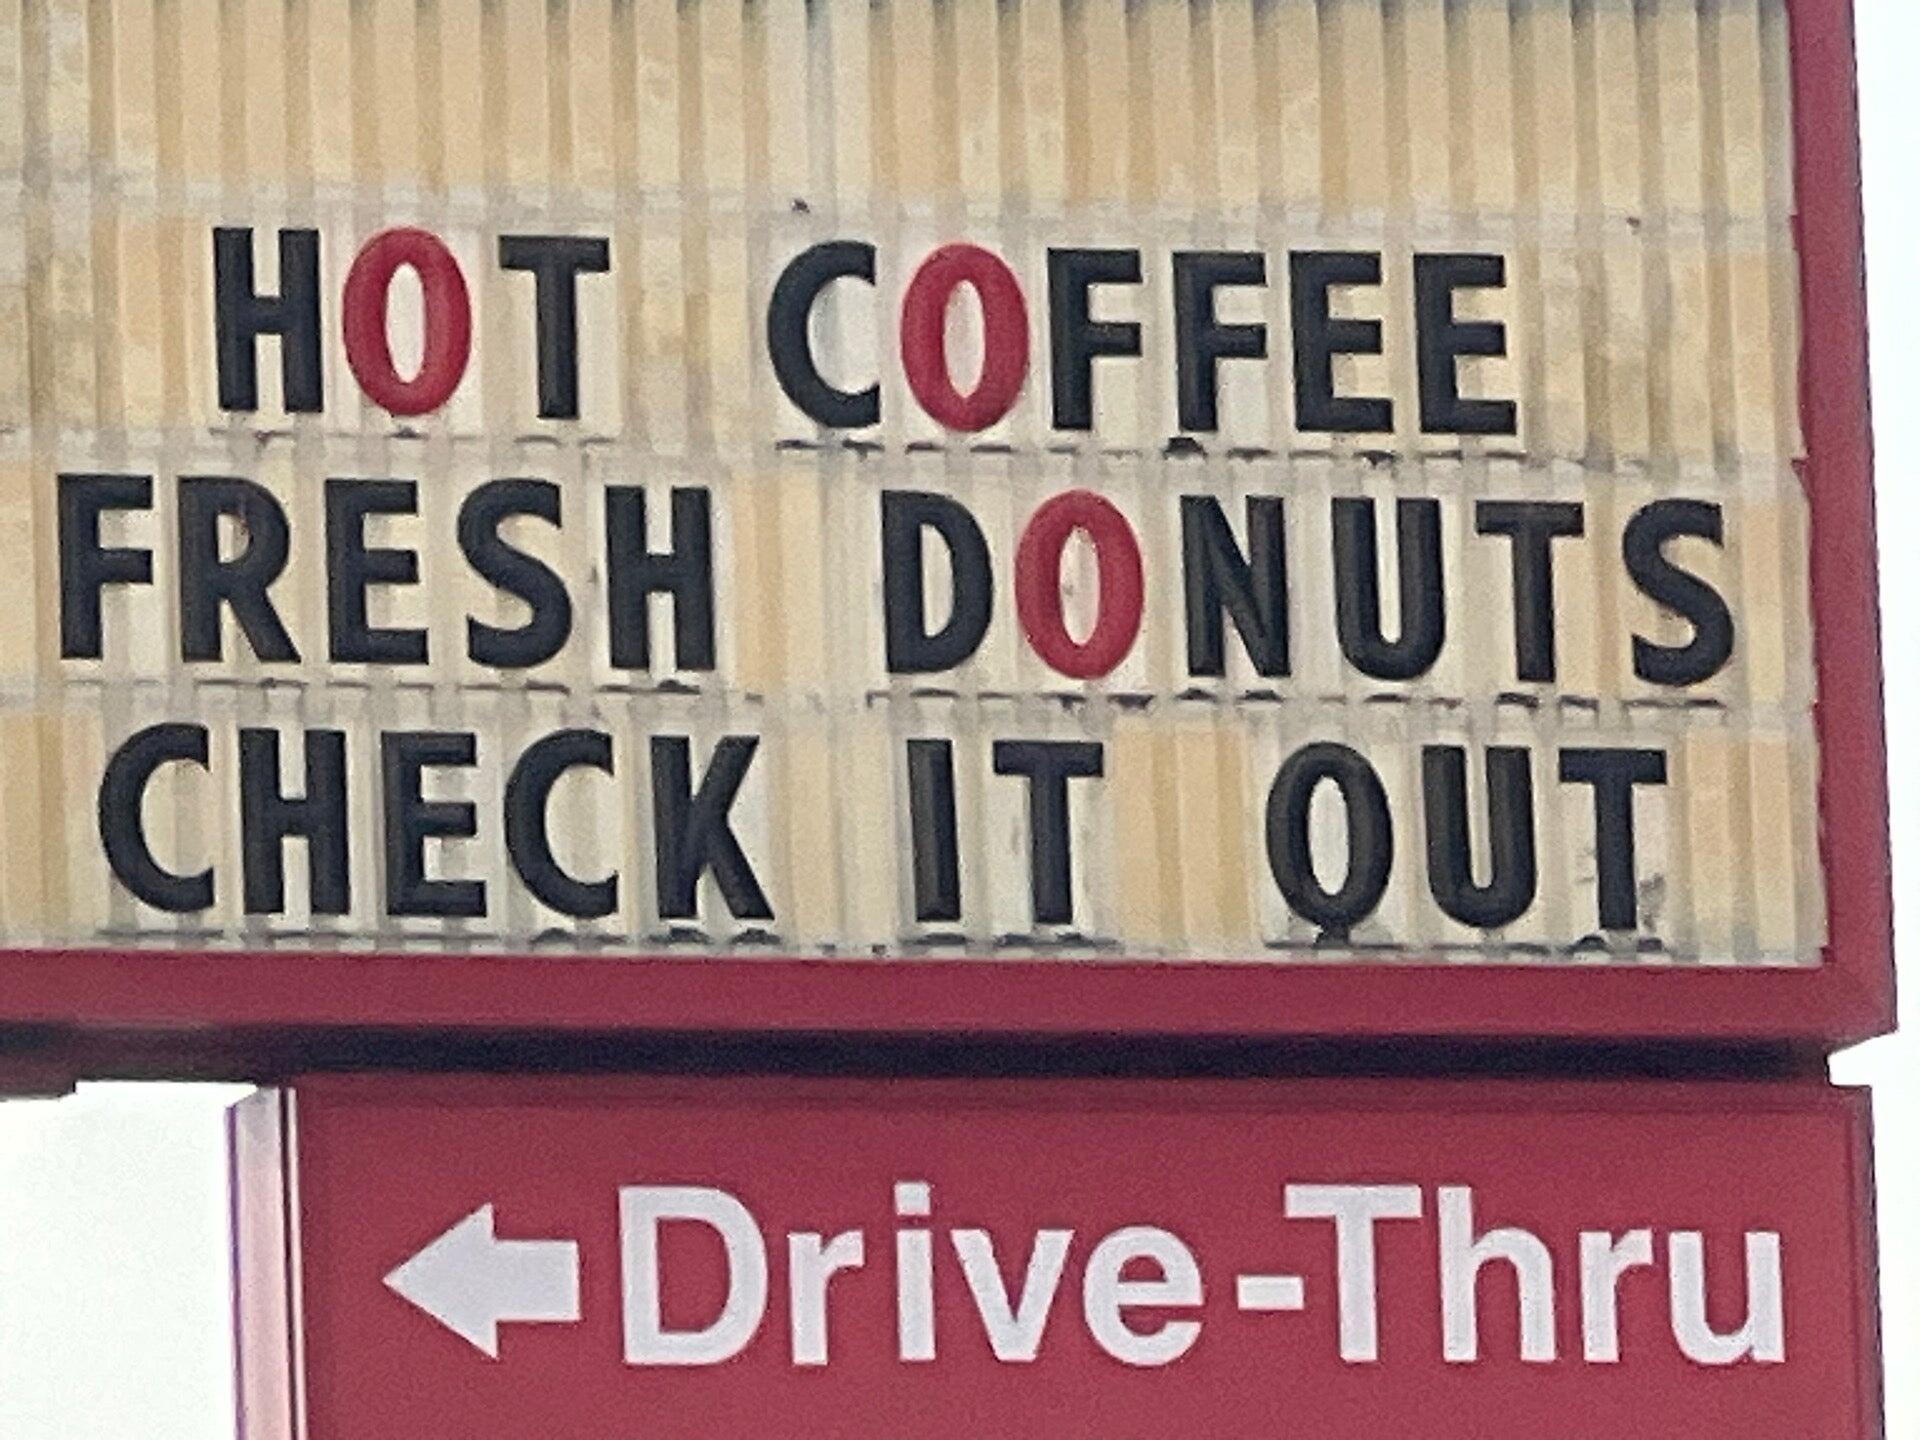 HOT COFFEE
FRESH DONUTS
CHECK IT OUT
←Drive-Thru